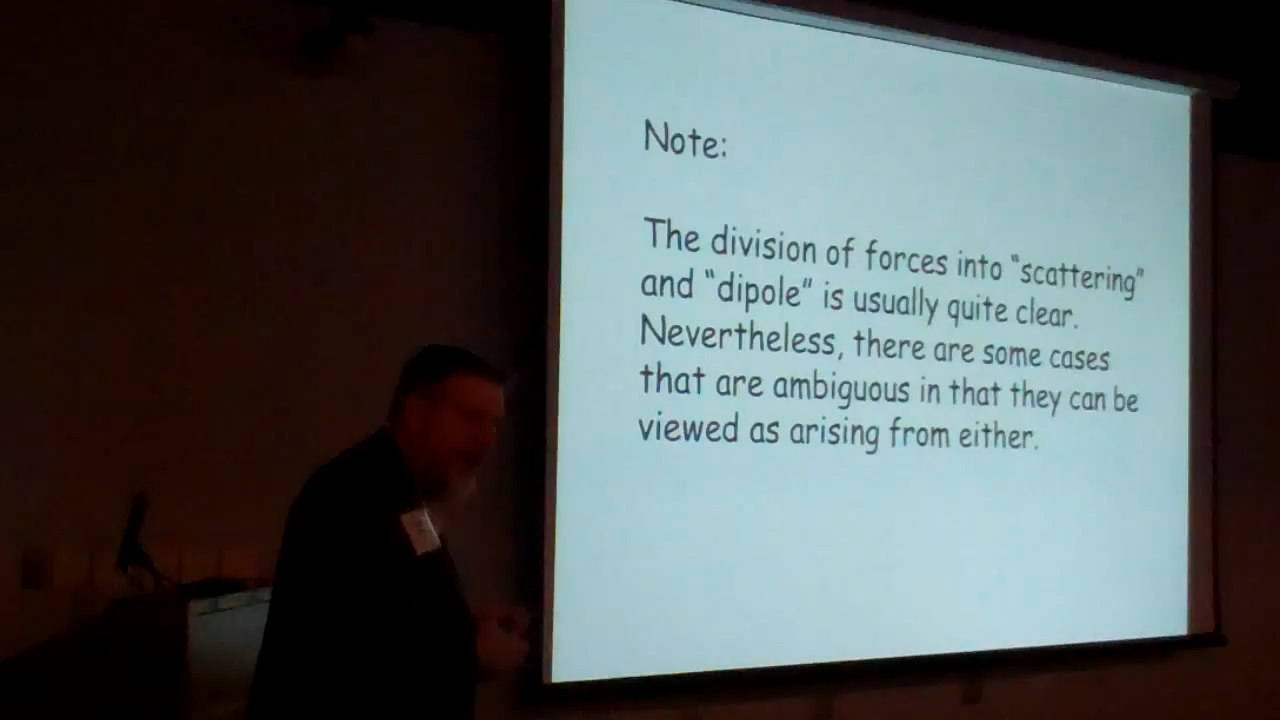 Note:
The division of forces into “scattering”
and “dipole” is usually quite clear.
Nevertheless, there are some cases
that are ambiguous in that they can be
viewed as arising from either.